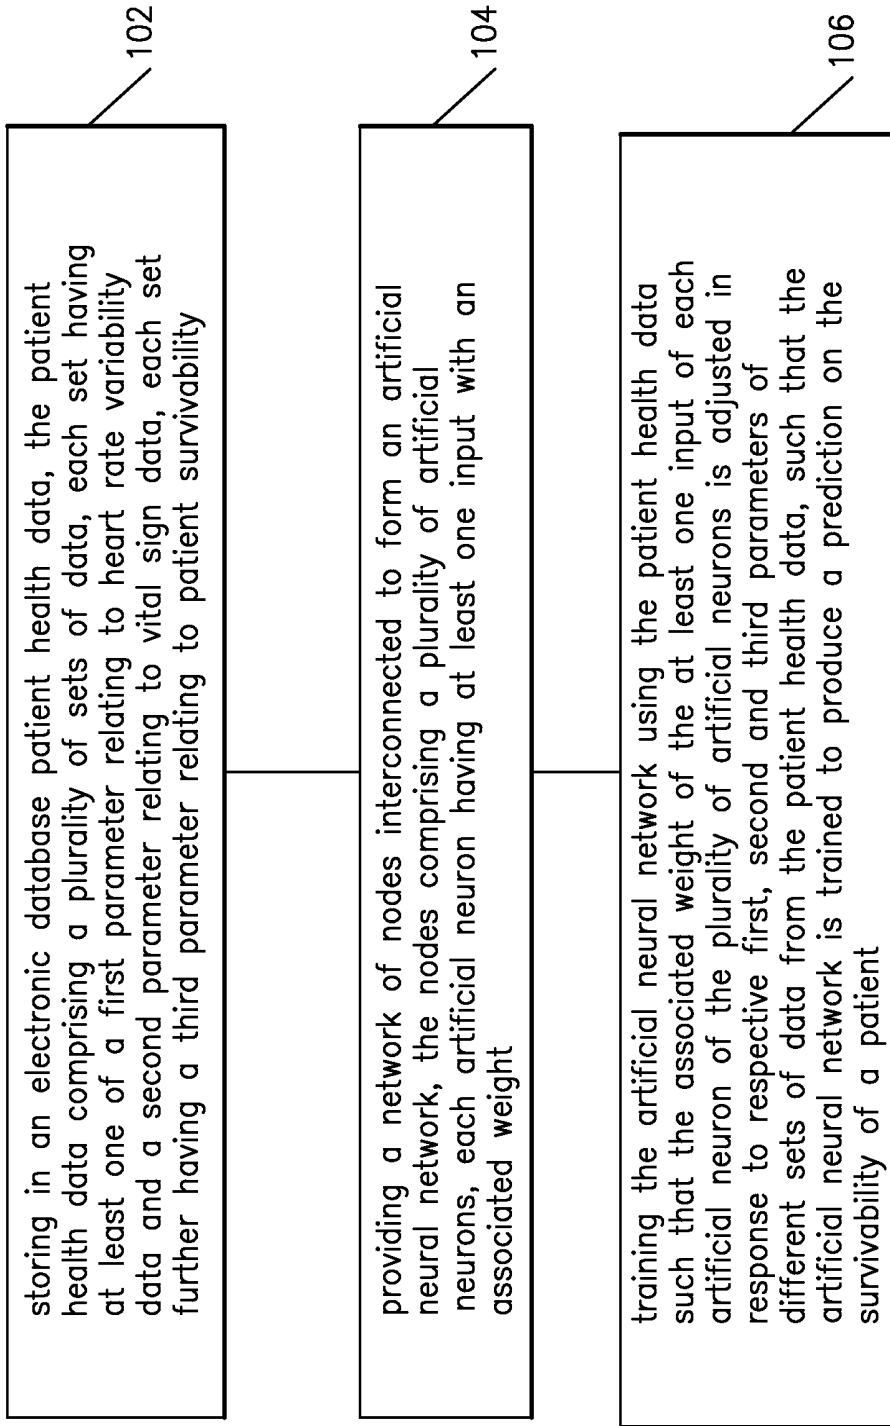 storing in an electronic database patient health data, the patient
health data comprising a plurality of sets of data, each set having
at least one of a first parameter relating to heart rate variability
data and a second parameter relating to vital sign data, each set
further having a third parameter relating to patient survivability
102
providing a network of nodes interconnected to form an artificial
neural network, the nodes comprising a plurality of artificial
neurons, each artificial neuron having at least one input with an
associated weight
104
training the artificial neural network using the patient health data
such that the associated weight of the at least one input of each
artificial neuron of the plurality of artificial neurons is adjusted in
response to respective first, second and third parameters of
different sets of data from the patient health data, such that the
artificial neural network is trained to produce a prediction on the
survivability of a patient
106